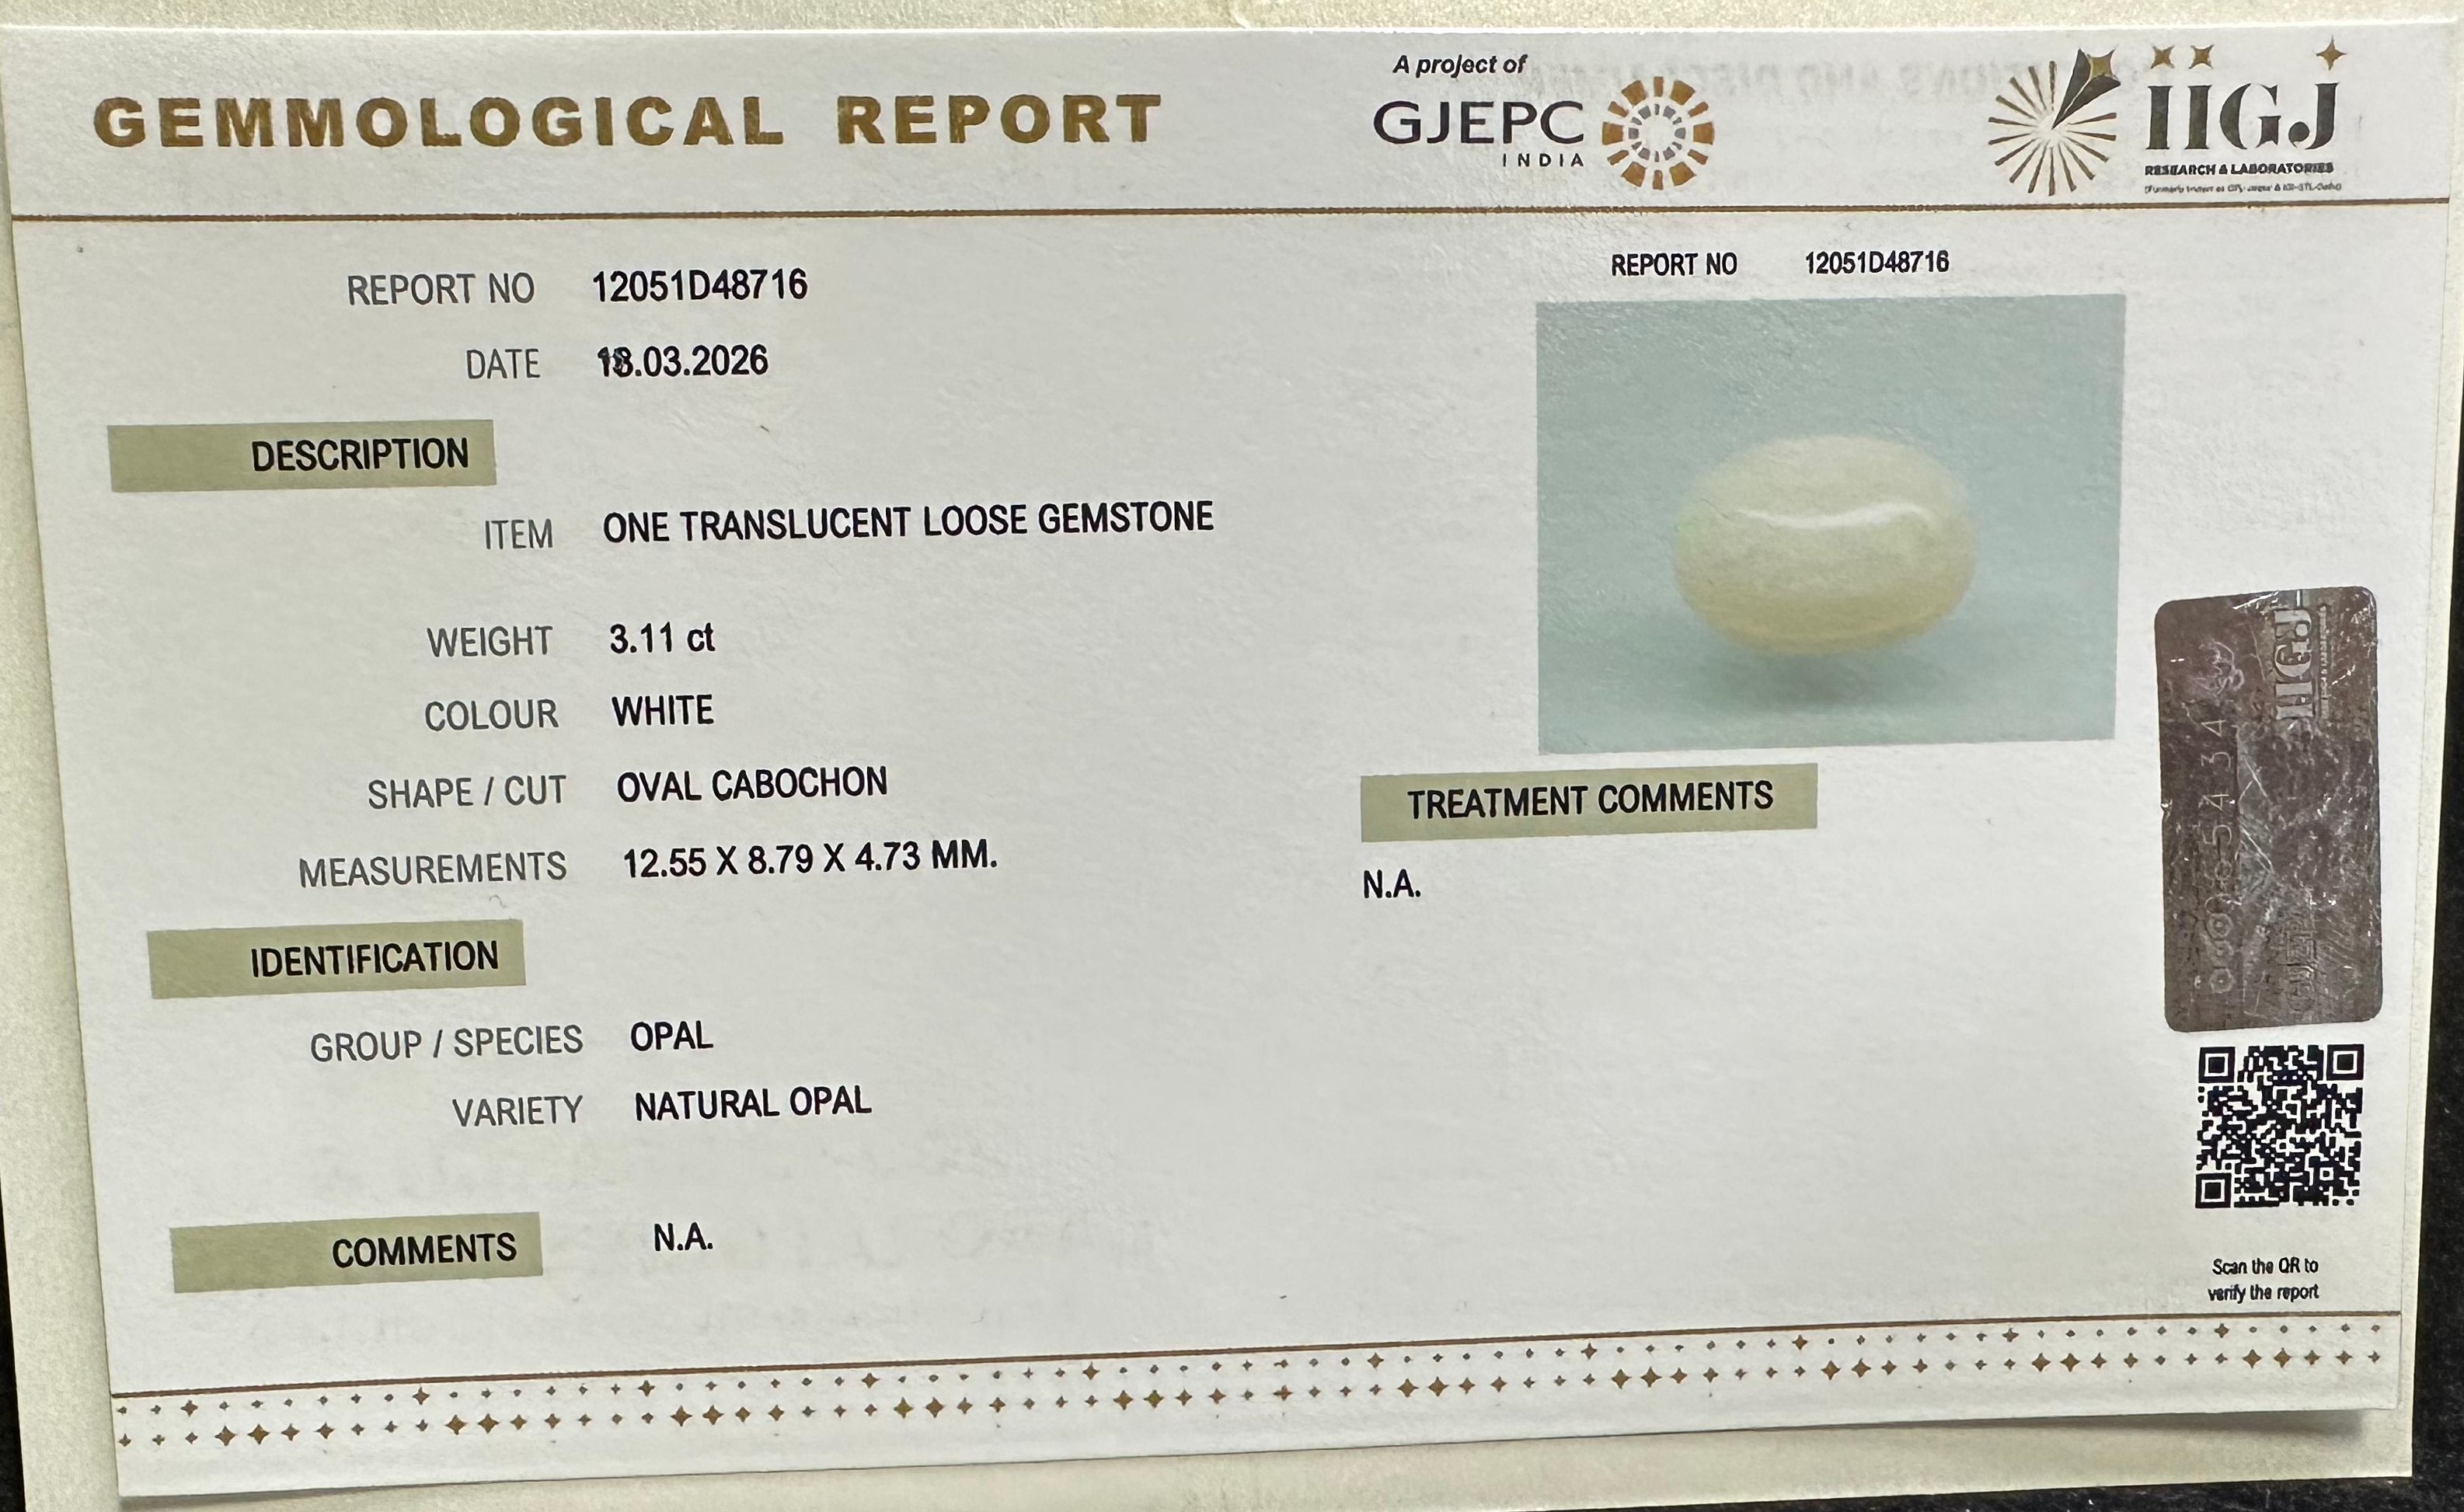 GEMMOLOGICAL REPORT
A project of
GJEPC
INDIA
IIGJ
RESEARCH & LABORATORIES
REPORT NO 12051D48716
DATE .03.2026
DESCRIPTION
ITEM ONE TRANSLUCENT LOOSE GEMSTONE
WEIGHT 3.11 ct
COLOUR WHITE
SHAPE / CUT OVAL CABOCHON
MEASUREMENTS 12.55 X 8.79 X 4.73 MM.
IDENTIFICATION
GROUP / SPECIES OPAL
VARIETY NATURAL OPAL
COMMENTS N.A.
REPORT NO 12051D48716
TREATMENT COMMENTS
N.A.
IIGJ
Scan the QR to
verify the report